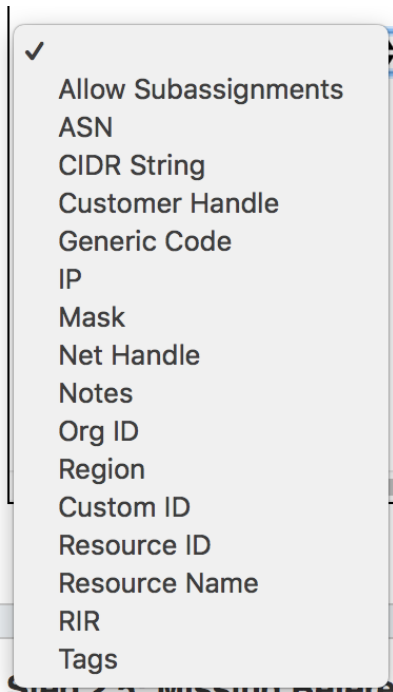 ✓
Allow Subassignments
ASN
CIDR String
Customer Handle
Generic Code
IP
Mask
Net Handle
Notes
Org ID
Region
Custom ID
Resource ID
Resource Name
RIR
Tags